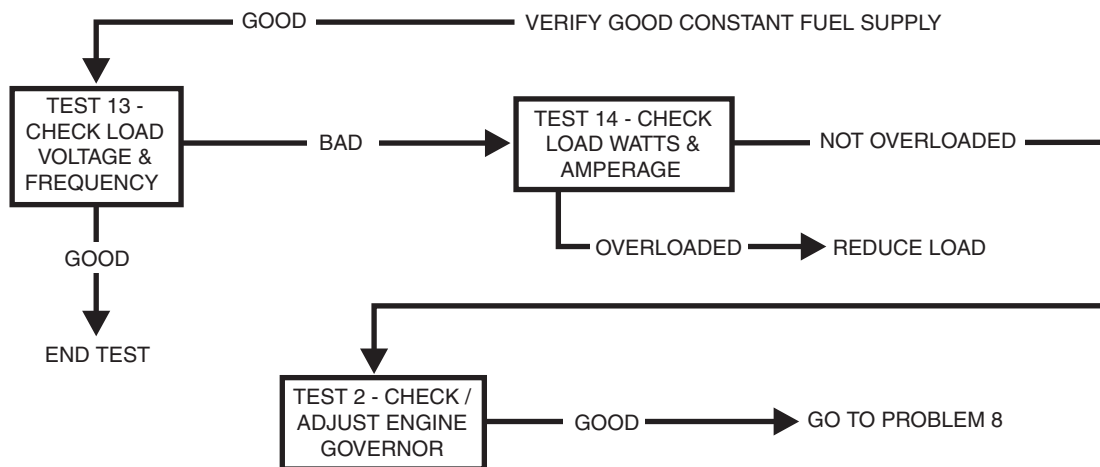 GOOD
VERIFY GOOD CONSTANT FUEL SUPPLY
TEST 13 -
CHECK LOAD
VOLTAGE &
FREQUENCY
BAD
TEST 14 - CHECK
LOAD WATTS &
AMPERAGE
NOT OVERLOADED
GOOD
OVERLOADED
REDUCE LOAD
END TEST
TEST 2 - CHECK /
ADJUST ENGINE
GOVERNOR
GOOD
GO TO PROBLEM 8